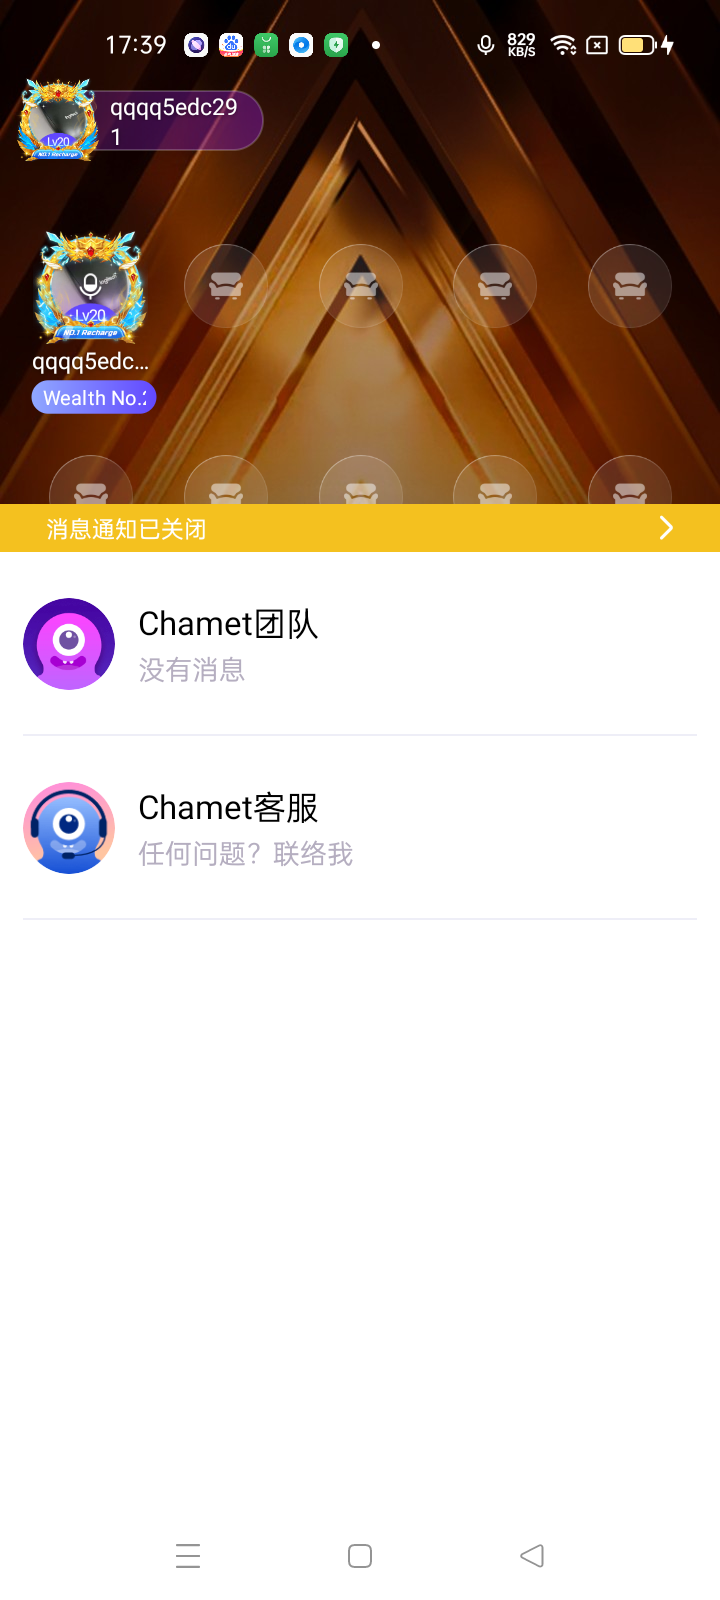 17:39
829
KB/S
qqqq5edc29
1
Lv20
NO.1 Recharge
Lv20
NO.1 Recharge
qqqq5edc...
Wealth No.2
消息通知已关闭
Chamet团队
没有消息
Chamet客服
任何问题？联络我